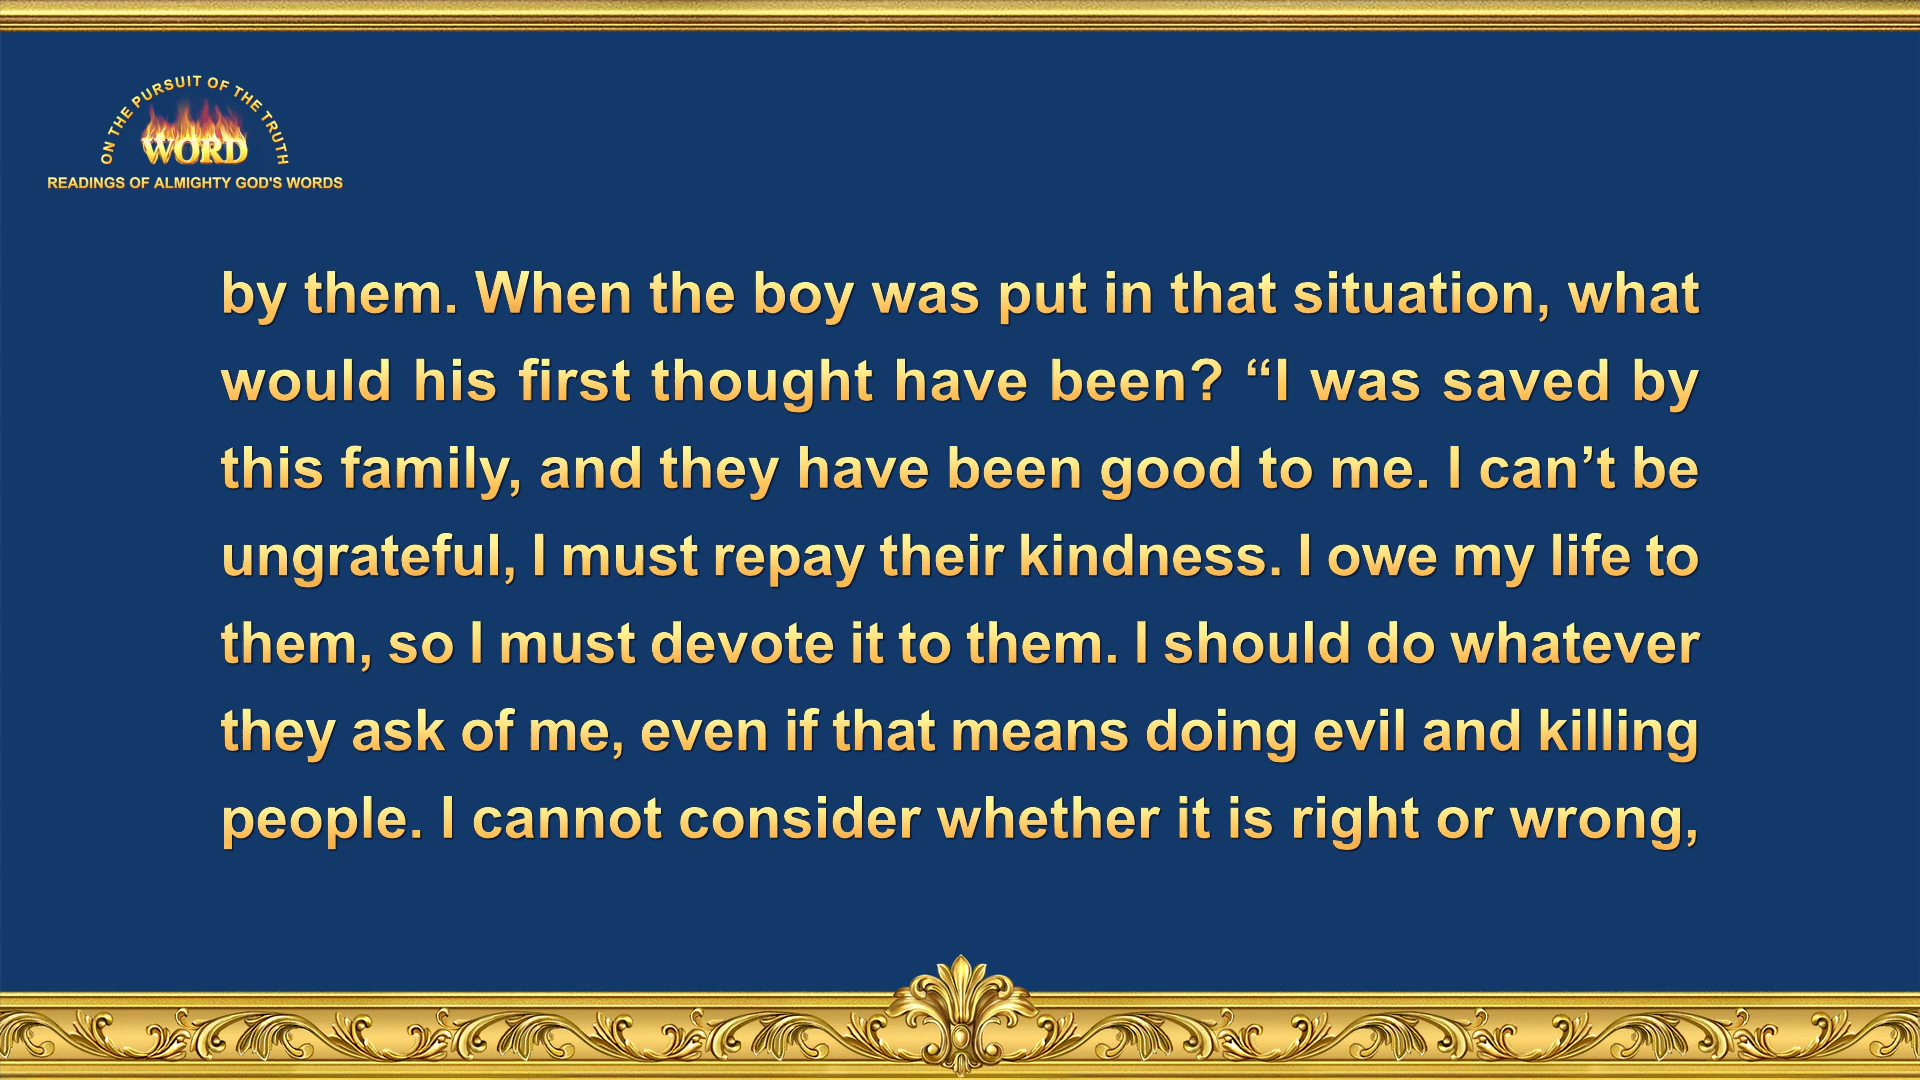 ON THE PURSUIT OF THE TRUTH
WORD
READINGS OF ALMIGHTY GOD'S WORDS
by them. When the boy was put in that situation, what
would his first thought have been? “I was saved by
this family, and they have been good to me. I can’t be
ungrateful, I must repay their kindness. I owe my life to
them, so I must devote it to them. I should do whatever
they ask of me, even if that means doing evil and killing
people. I cannot consider whether it is right or wrong,